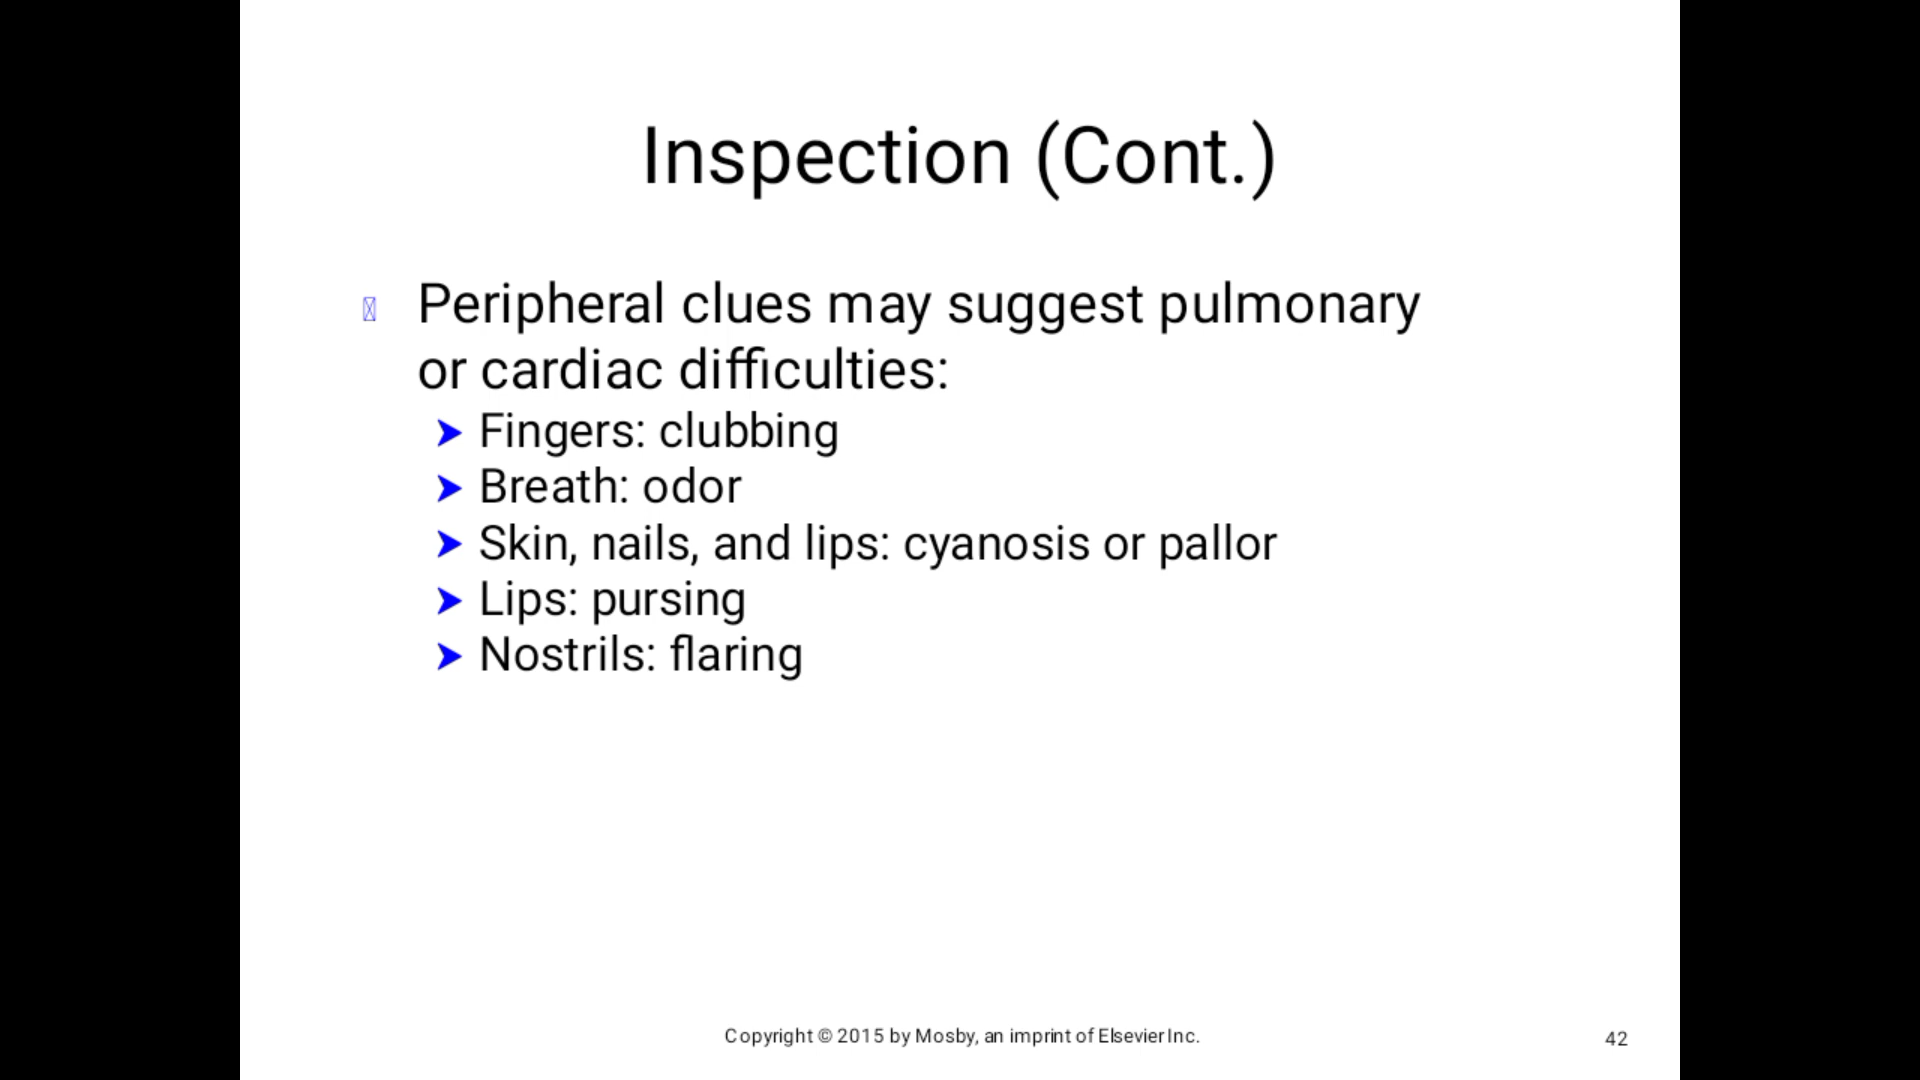 Inspection (Cont.)
Peripheral clues may suggest pulmonary
or cardiac difficulties:
➤ Fingers: clubbing
➤ Breath: odor
➤ Skin, nails, and lips: cyanosis or pallor
➤ Lips: pursing
➤ Nostrils: flaring
Copyright © 2015 by Mosby, an imprint of Elsevier Inc.
42